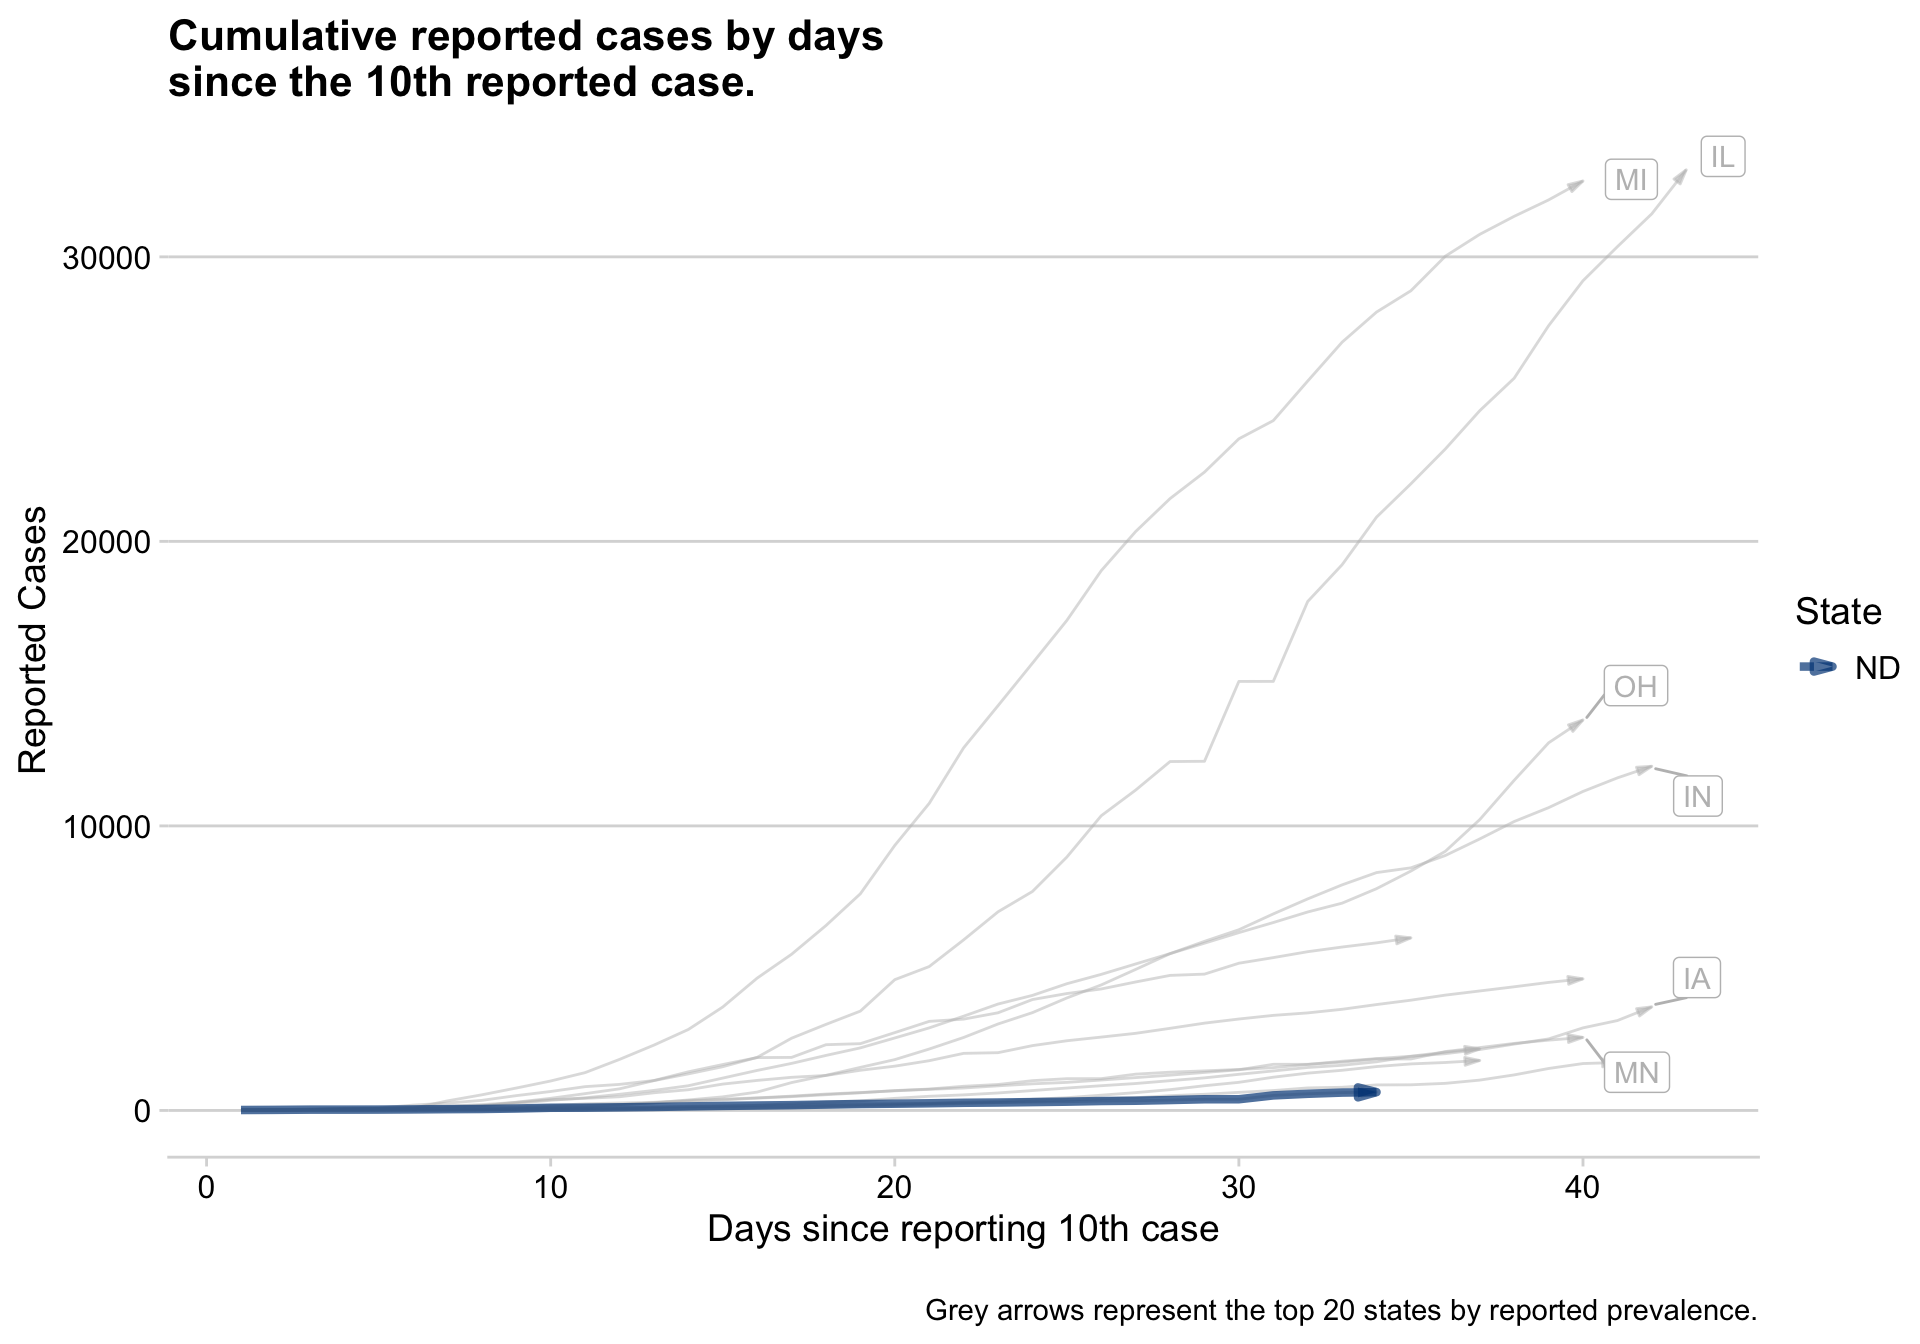 Cumulative reported cases by days
since the 10th reported case.
IL
MI
30000
20000
OH
IN
10000
IA
MN
0
Reported Cases
State
ND
0 10 20 30 40
Days since reporting 10th case
Grey arrows represent the top 20 states by reported prevalence.